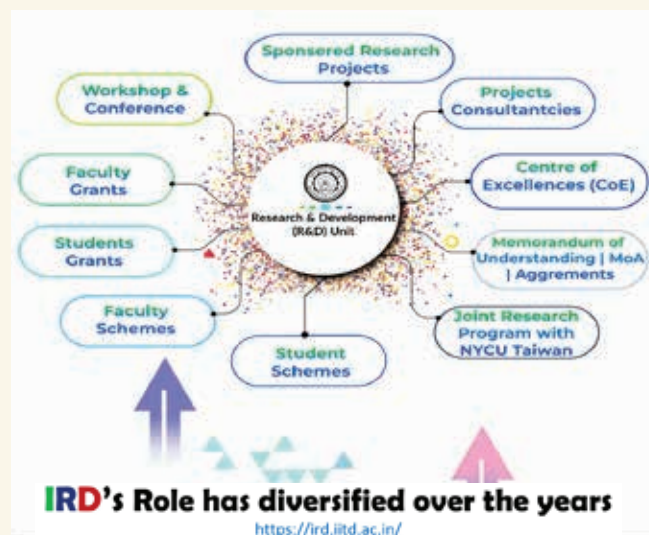 Sponsered Research
Projects
Workshop &
Conference
Projects
Consultantcies
Faculty
Grants
Centre of
Excellences (CoE)
Research & Development
(R&D) Unit
Students
Grants
Memorandum of
Understanding | MoA
| Aggrements
Faculty
Schemes
Joint Research
Program with
NYCU Taiwan
Student
Schemes
IRD's Role has diversified over the years
https://ird.iitd.ac.in/